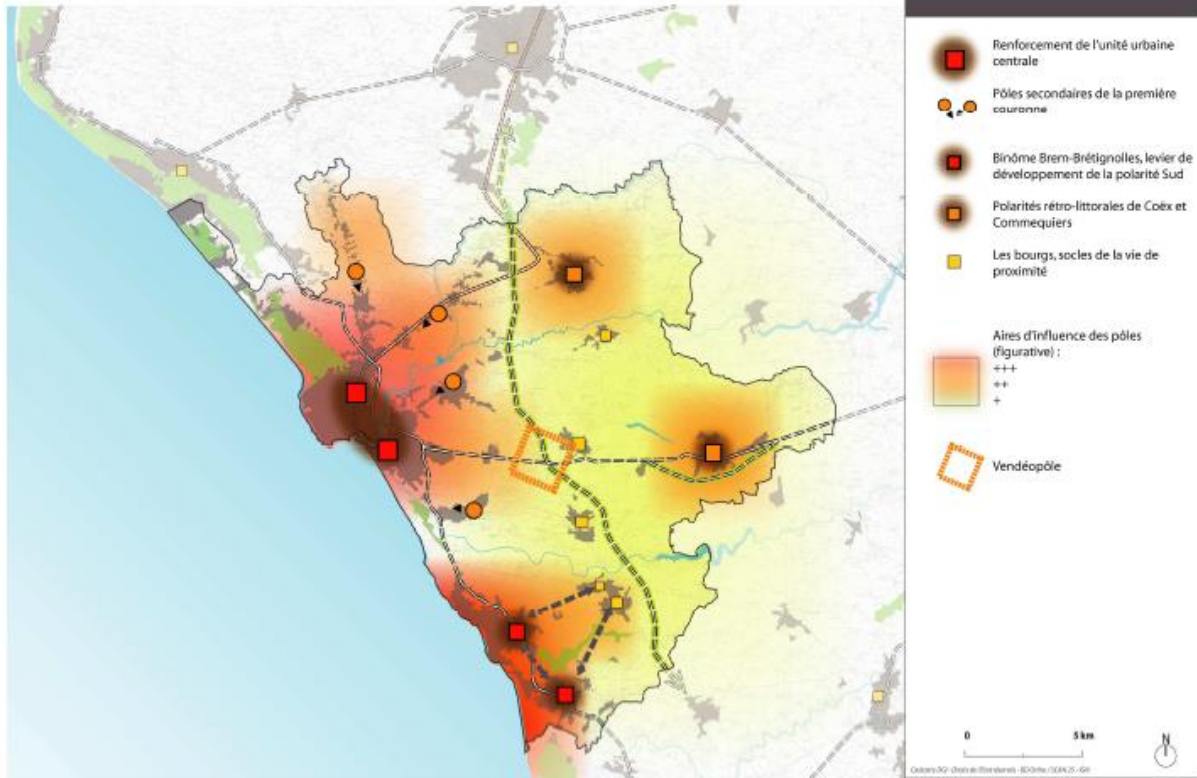 Renforcement de l'unité urbaine
centrale
Pôles secondaires de la première
couronne
Binôme Brem-Brétignolles, levier de
développement de la polarité Sud
Polarités rétro-littorales de Coëx et
Commequiers
Les bourgs, socles de la vie de
proximité
Aires d'influence des pôles
(figurative) :
+++
++
+
Vendéopôle
0 5 km
N